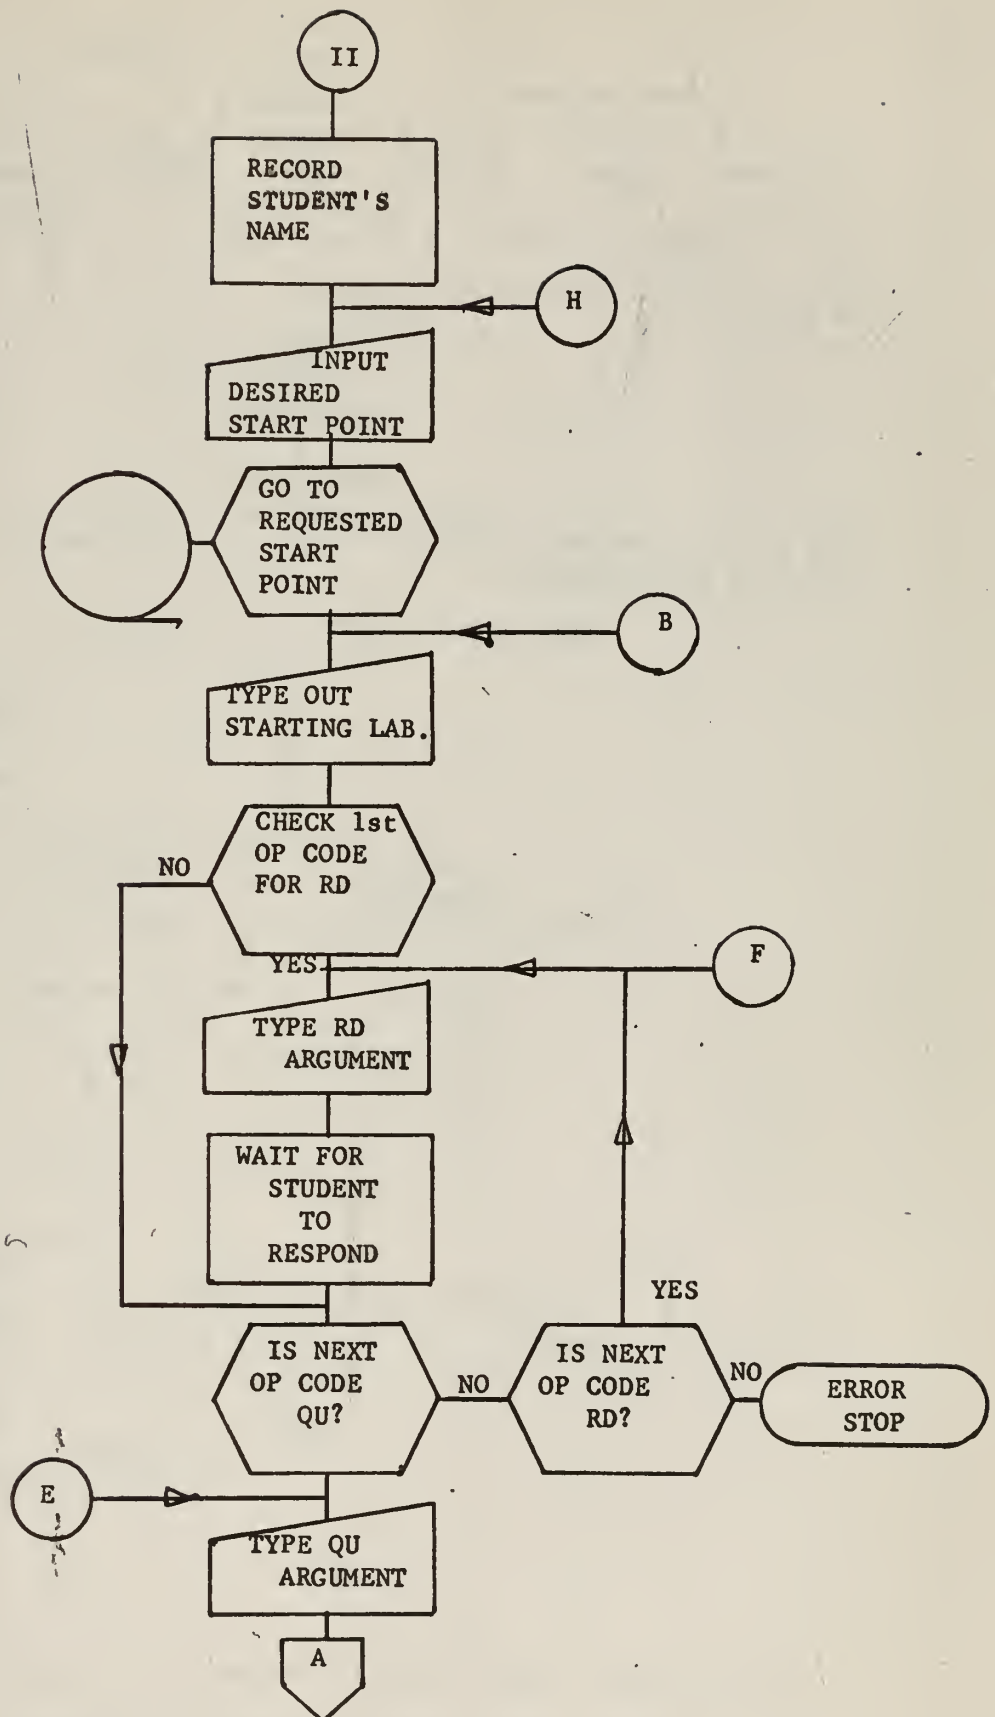 II
RECORD
STUDENT'S
NAME
H
INPUT
DESIRED
START POINT
GO TO
REQUESTED
START
POINT
B
TYPE OUT
STARTING LAB.
CHECK 1st
OP CODE
FOR RD
NO
YES
F
TYPE RD
ARGUMENT
WAIT FOR
STUDENT
TO
RESPOND
YES
IS NEXT
OP CODE
QU?
NO
IS NEXT
OP CODE
RD?
NO
ERROR
STOP
E
TYPE QU
ARGUMENT
A